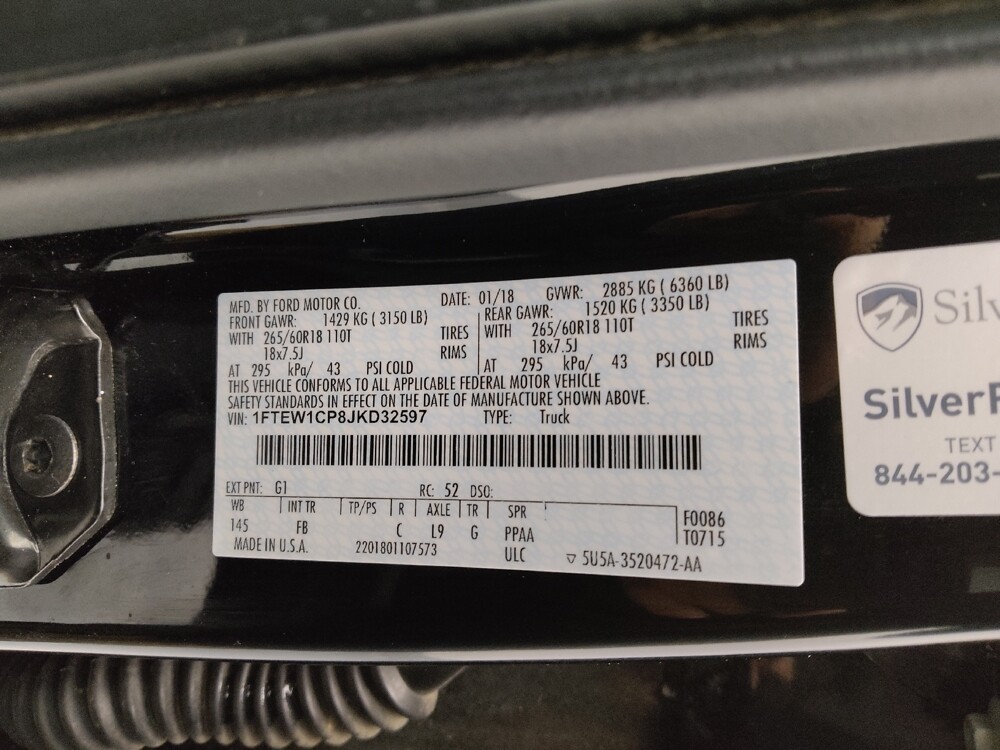 MFD. BY FORD MOTOR CO. DATE: 01/18 GVWR: 2885 KG ( 6360 LB)
FRONT GAWR: 1429 KG ( 3150 LB) REAR GAWR: 1520 KG ( 3350 LB)
WITH 265/60R18 110T TIRES WITH 265/60R18 110T TIRES
18x7.5J RIMS 18x7.5J RIMS
AT 295 kPa/ 43 PSI COLD AT 295 kPa/ 43 PSI COLD
THIS VEHICLE CONFORMS TO ALL APPLICABLE FEDERAL MOTOR VEHICLE
SAFETY STANDARDS IN EFFECT ON THE DATE OF MANUFACTURE SHOWN ABOVE.
VIN: 1FTEW1CP8JKD32597 TYPE: Truck
EXT PNT: G1 RC: 52 DSO:
WB INT TR TP/PS R AXLE TR SPR
145 FB C L9 G PPAA
F0086
T0715
MADE IN U.S.A. 2201801107573 ULC 5U5A-3520472-AA
Silv
SilverP
TEXT
844-203-